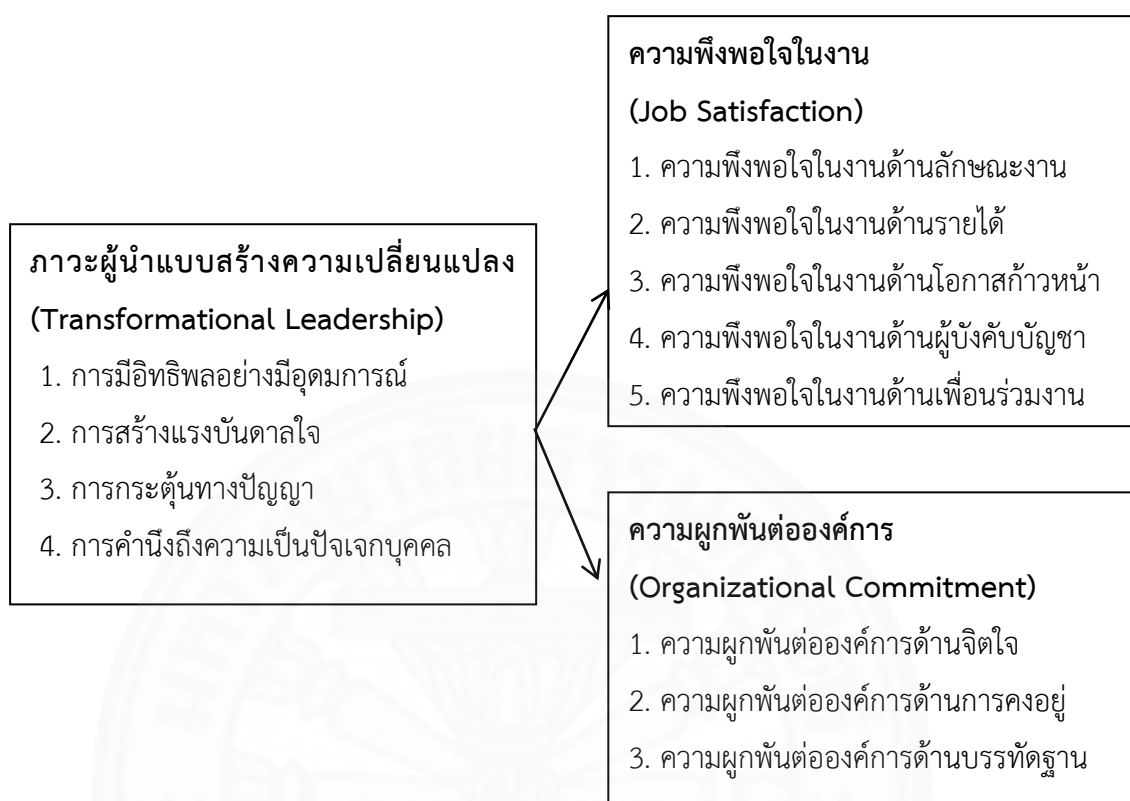 ความพึงพอใจในงาน
(Job Satisfaction)
1. ความพึงพอใจในงานด้านลักษณะงาน
2. ความพึงพอใจในงานด้านรายได้
3. ความพึงพอใจในงานด้านโอกาสก้าวหน้า
4. ความพึงพอใจในงานด้านผู้บังคับบัญชา
5. ความพึงพอใจในงานด้านเพื่อนร่วมงาน
ภาวะผู้นำแบบสร้างความเปลี่ยนแปลง
(Transformational Leadership)
1. การมีอิทธิพลอย่างมีอุดมการณ์
2. การสร้างแรงบันดาลใจ
3. การกระตุ้นทางปัญญา
4. การคำนึงถึงความเป็นปัจเจกบุคคล
ความผูกพันต่อองค์การ
(Organizational Commitment)
1. ความผูกพันต่อองค์การด้านจิตใจ
2. ความผูกพันต่อองค์การด้านการคงอยู่
3. ความผูกพันต่อองค์การด้านบรรทัดฐาน